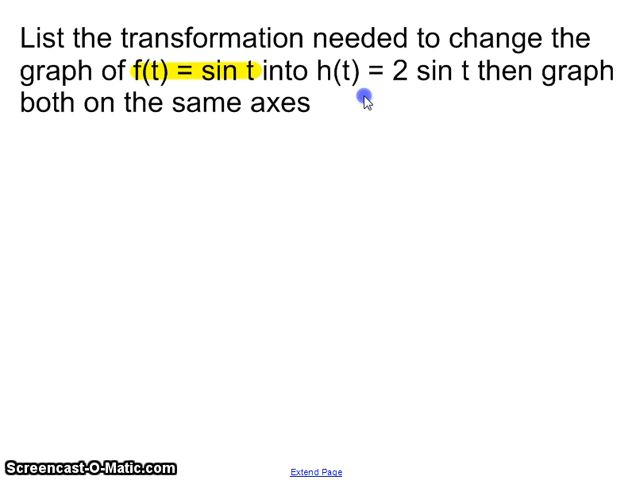 List the transformation needed to change the
graph of f(t) = sin t into h(t) = 2 sin t then graph
both on the same axes
Screencast-O-Matic.com
Extend Page